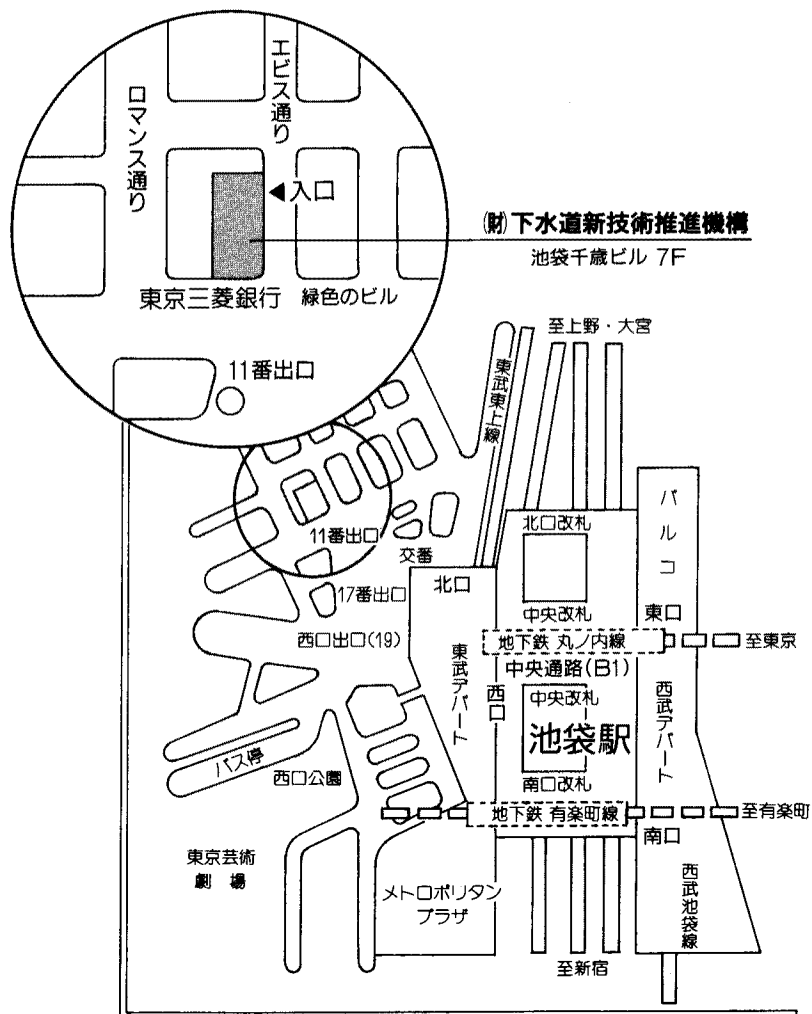 エビス通り
ロマンス通り
◀入口
(財)下水道新技術推進機構
池袋千歳ビル 7F
東京三菱銀行
緑色のビル
11番出口
至上野・大宮
東武東上線
パルコ
北口改札
11番出口
交番
北口
17番出口
中央改札
東口
西口出口(19)
地下鉄 丸ノ内線
至東京
中央通路(B1)
東武デパート
西口
中央改札
西武デパート
池袋駅
バス停
西口公園
南口改札
地下鉄 有楽町線
至有楽町
南口
東京芸術
劇場
メトロポリタン
プラザ
西武池袋線
至新宿